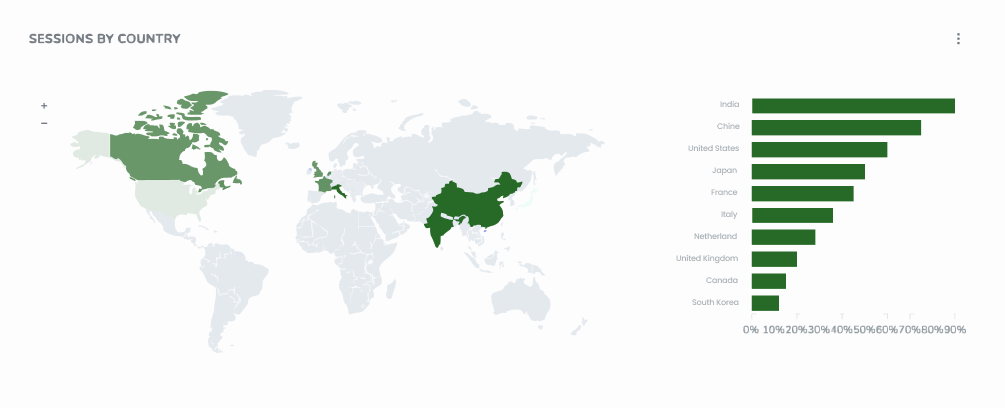 SESSIONS BY COUNTRY
+
−
India
Chine
United States
Japan
France
Italy
Netherland
United Kingdom
Canada
South Korea
0% 10%20%30%40%50%60%70%80%90%